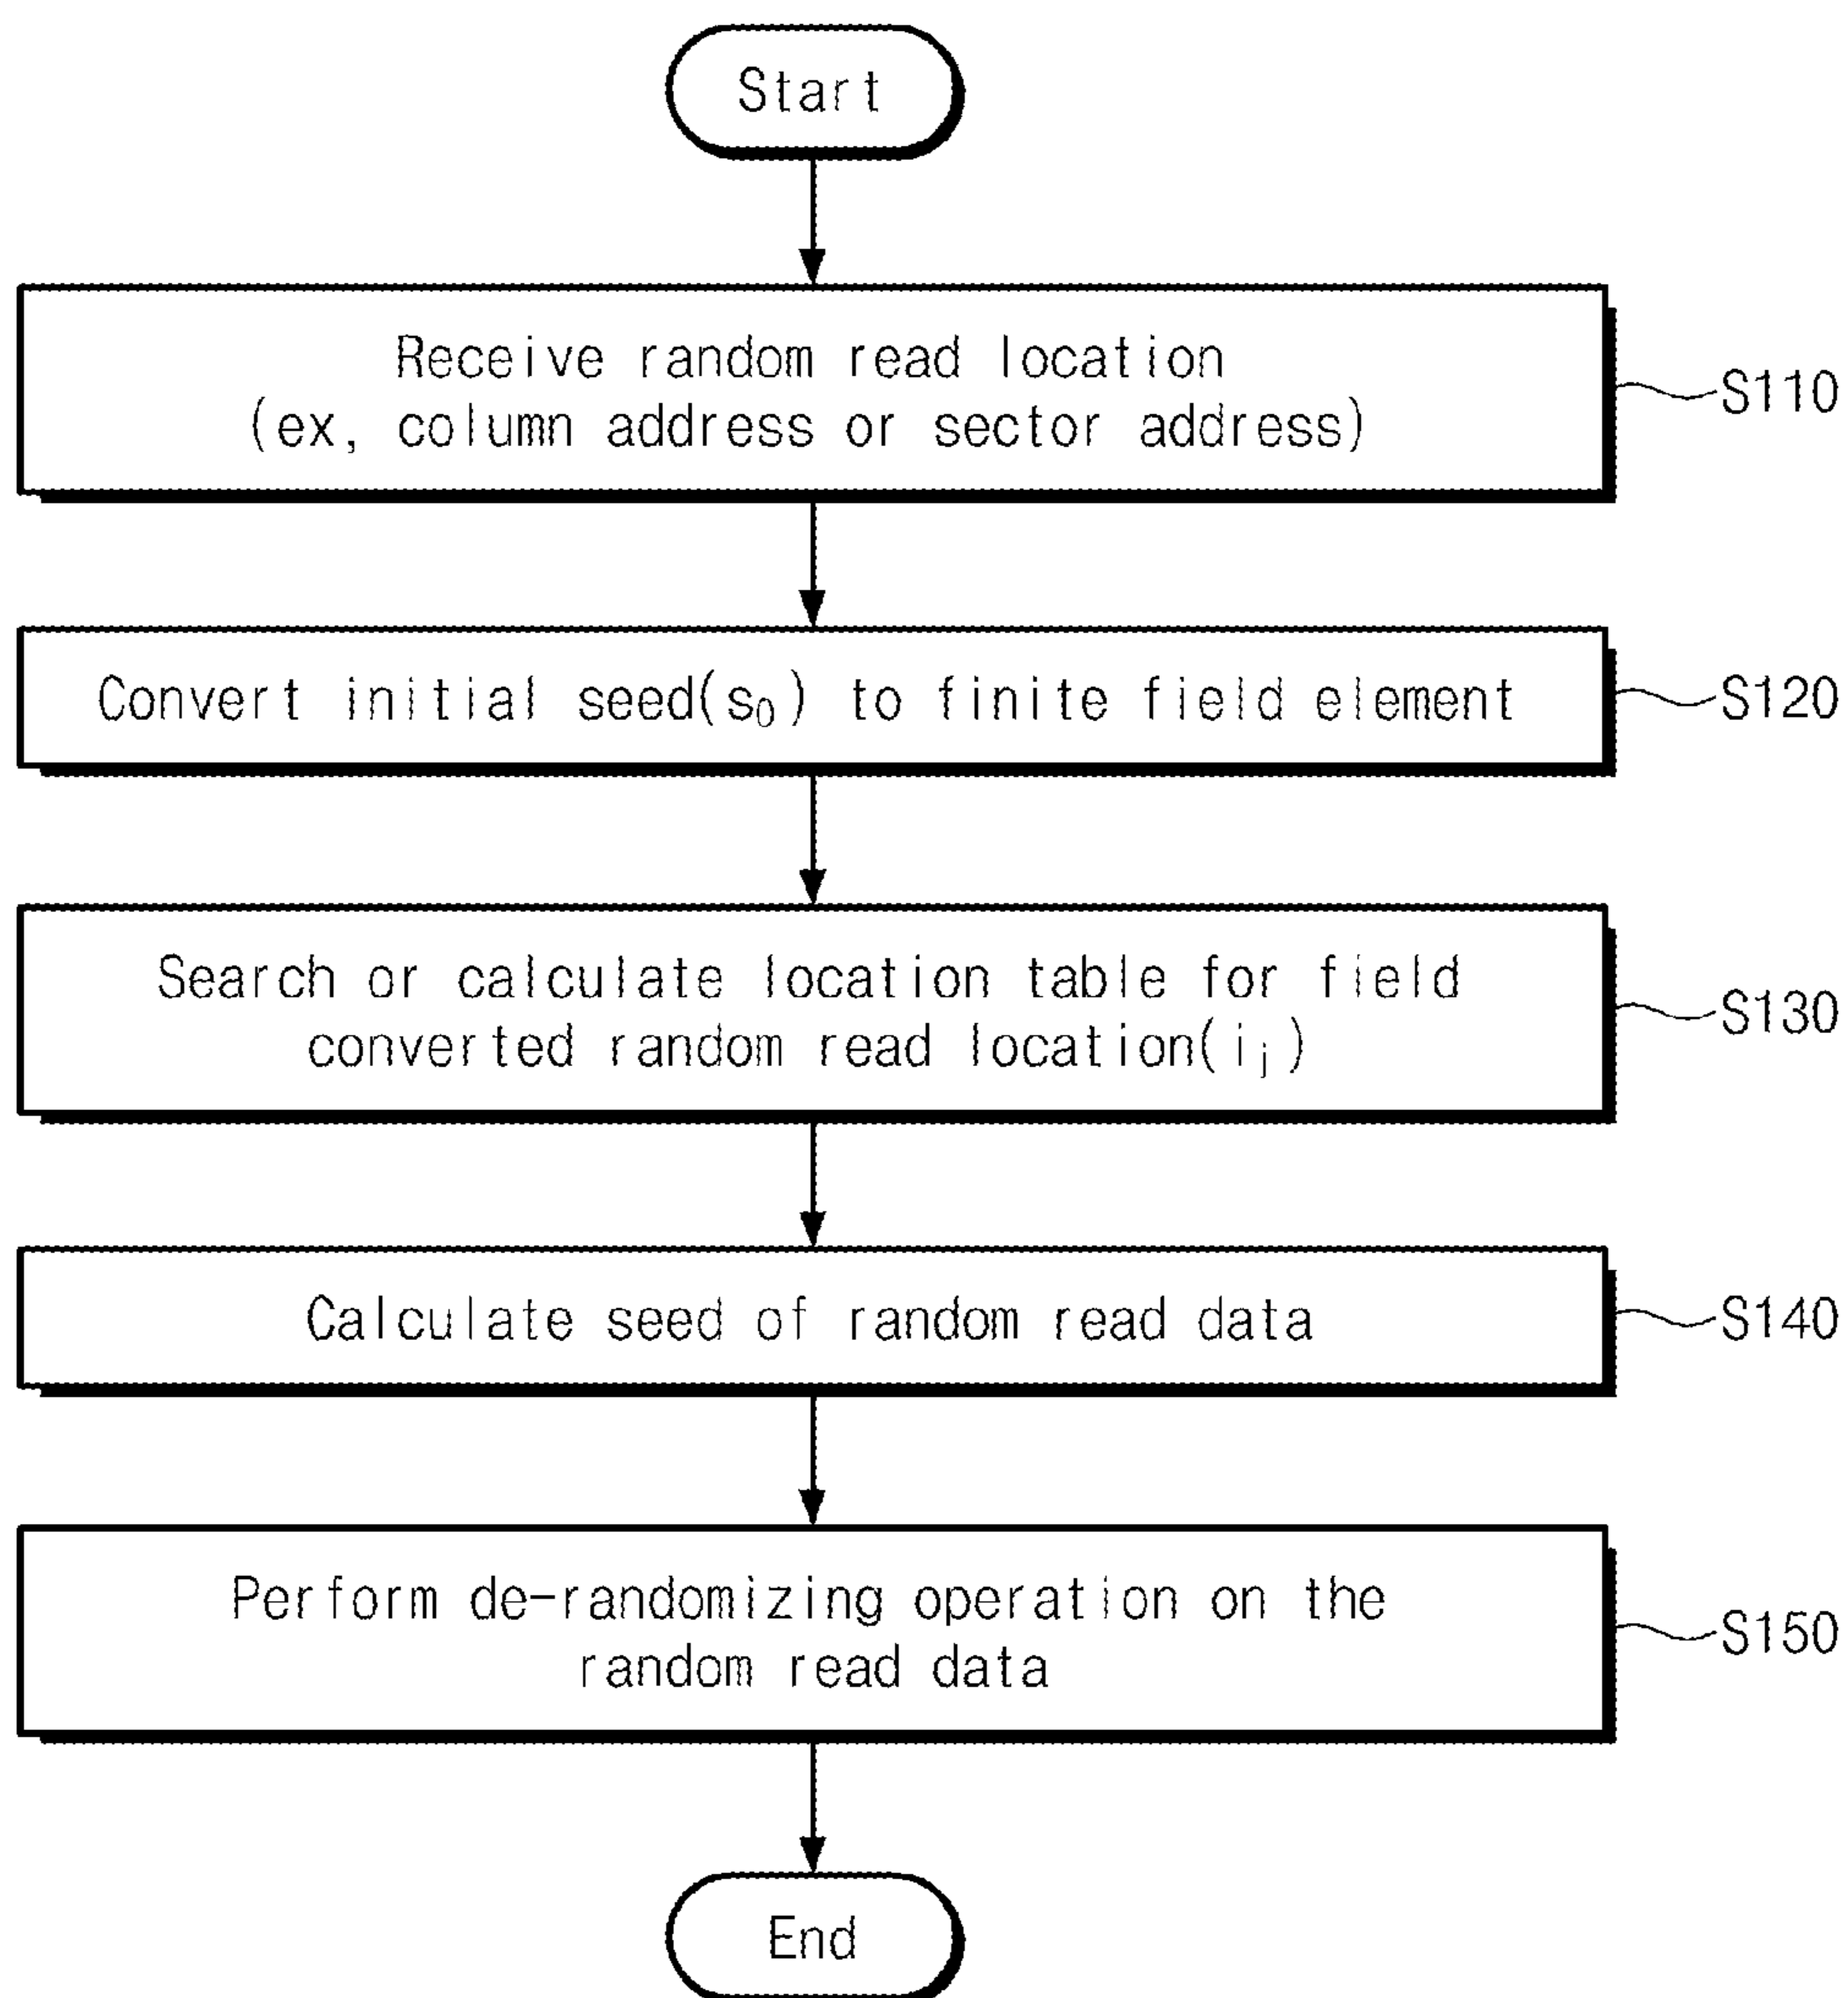 Start
Receive random read location
(ex, column address or sector address)
S110
Convert initial seed(s₀) to finite field element
S120
Search or calculate location table for field
converted random read location(iⱼ)
S130
Calculate seed of random read data
S140
Perform de-randomizing operation on the
random read data
S150
End